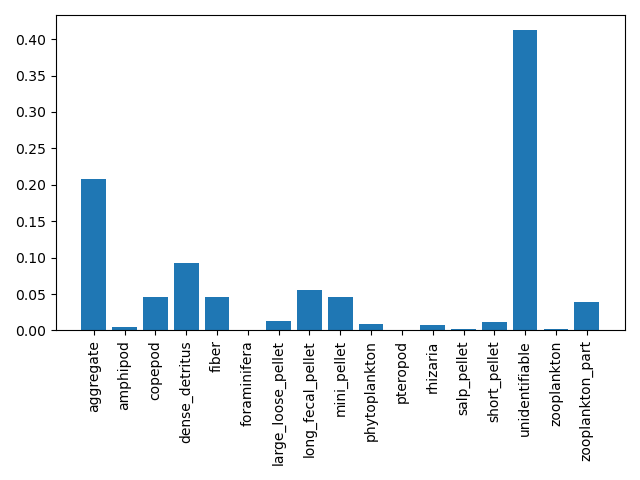 0.40
0.35
0.30
0.25
0.20
0.15
0.10
0.05
0.00
aggregate
amphipod
copepod
dense_detritus
fiber
foraminifera
large_loose_pellet
long_fecal_pellet
mini_pellet
phytoplankton
pteropod
rhizaria
salp_pellet
short_pellet
unidentifiable
zooplankton
zooplankton_part